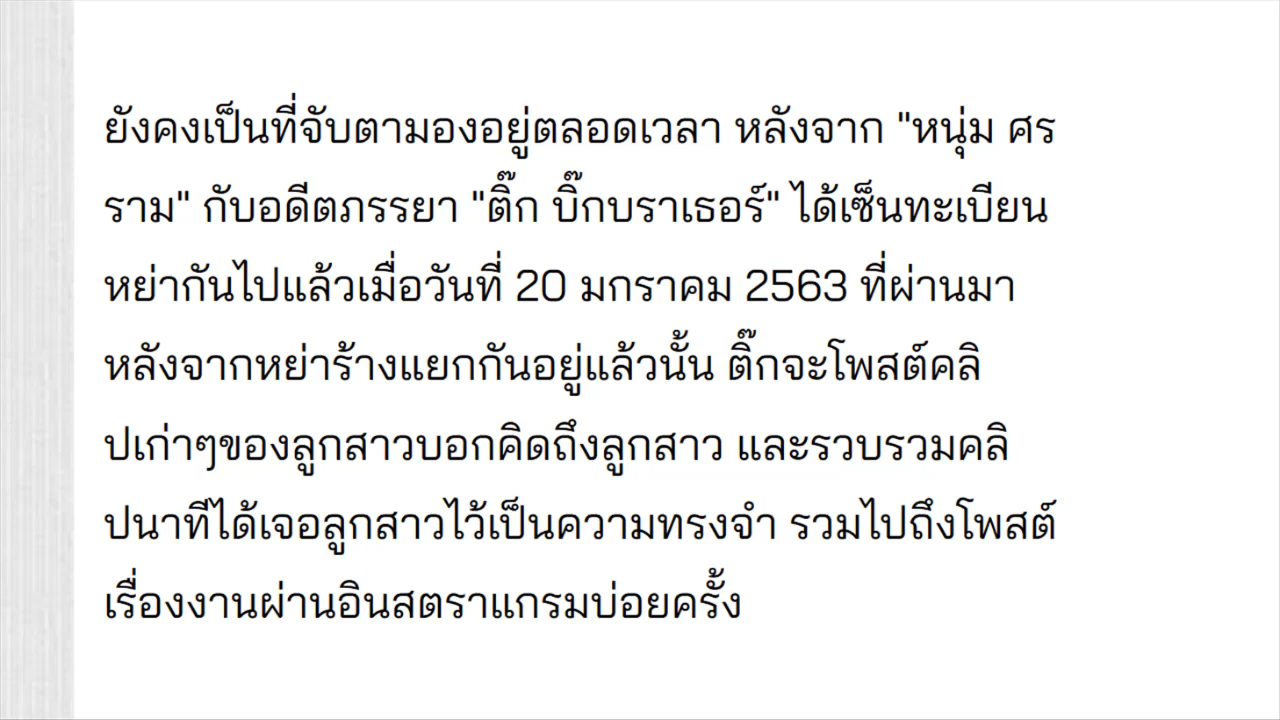 ยังคงเป็นที่จับตามองอยู่ตลอดเวลา หลังจาก "หนุ่ม ศร
ราม" กับอดีตภรรยา "ติ๊ก บิ๊กบราเธอร์" ได้เซ็นทะเบียน
หย่ากันไปแล้วเมื่อวันที่ 20 มกราคม 2563 ที่ผ่านมา
หลังจากหย่าร้างแยกกันอยู่แล้วนั้น ติ๊กจะโพสต์คลิ
ปเก่าๆของลูกสาวบอกคิดถึงลูกสาว และรวบรวมคลิ
ปนาทีได้เจอลูกสาวไว้เป็นความทรงจำ รวมไปถึงโพสต์
เรื่องงานผ่านอินสตราแกรมบ่อยครั้ง